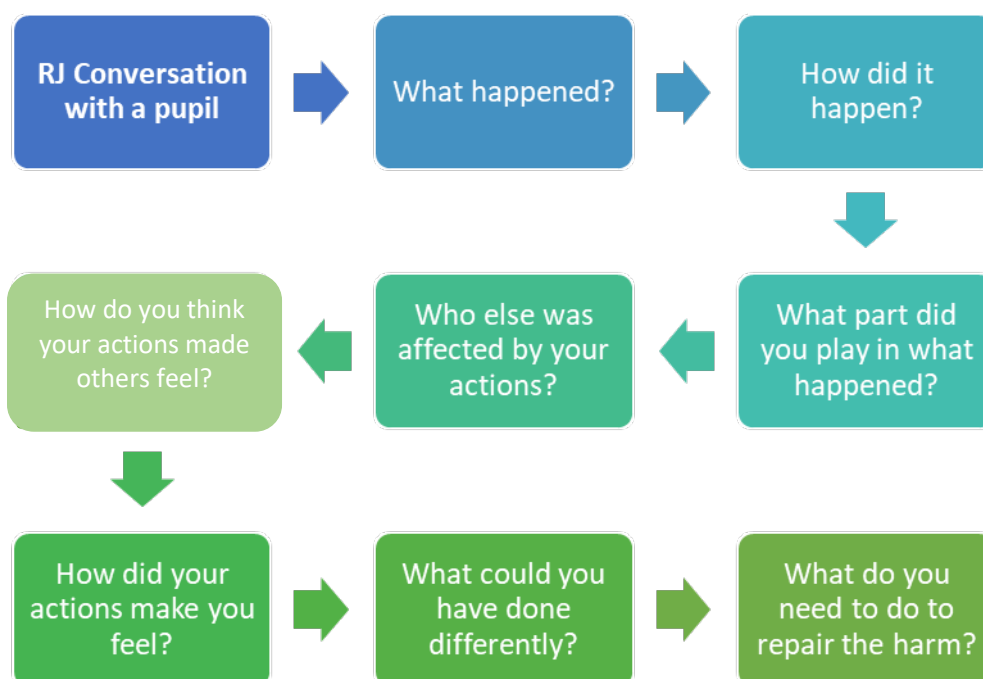 RJ Conversation
with a pupil
What happened?
How did it
happen?
What part did
you play in what
happened?
Who else was
affected by your
actions?
How do you think
your actions made
others feel?
How did your
actions make you
feel?
What could you
have done
differently?
What do you
need to do to
repair the harm?